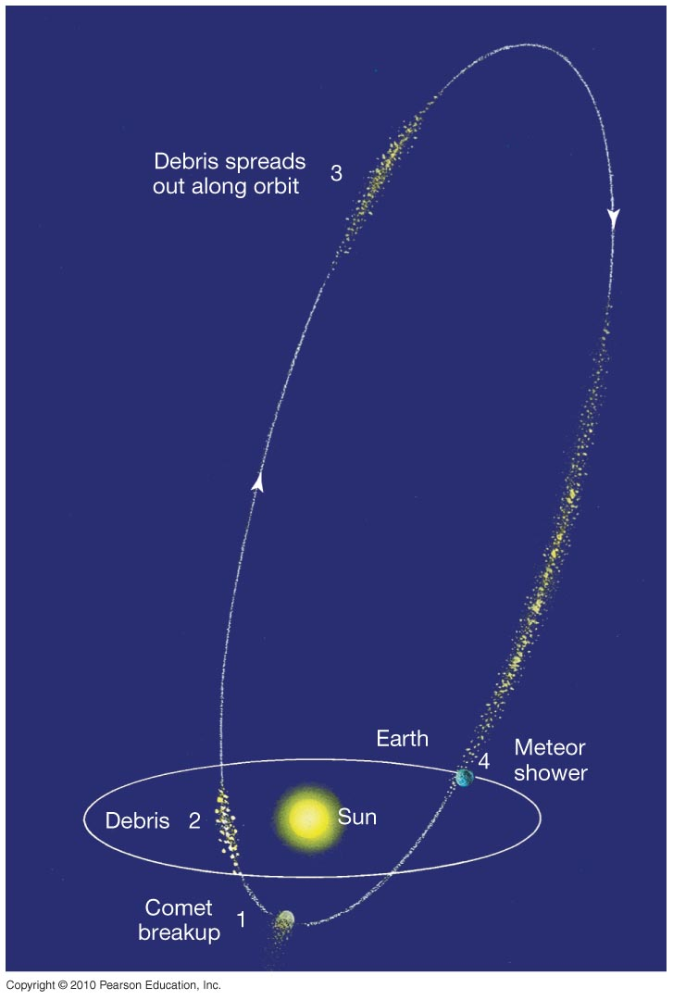 Debris spreads
out along orbit
3
Earth
4
Meteor
shower
Sun
Debris 2
Comet
breakup
1
Copyright © 2010 Pearson Education, Inc.